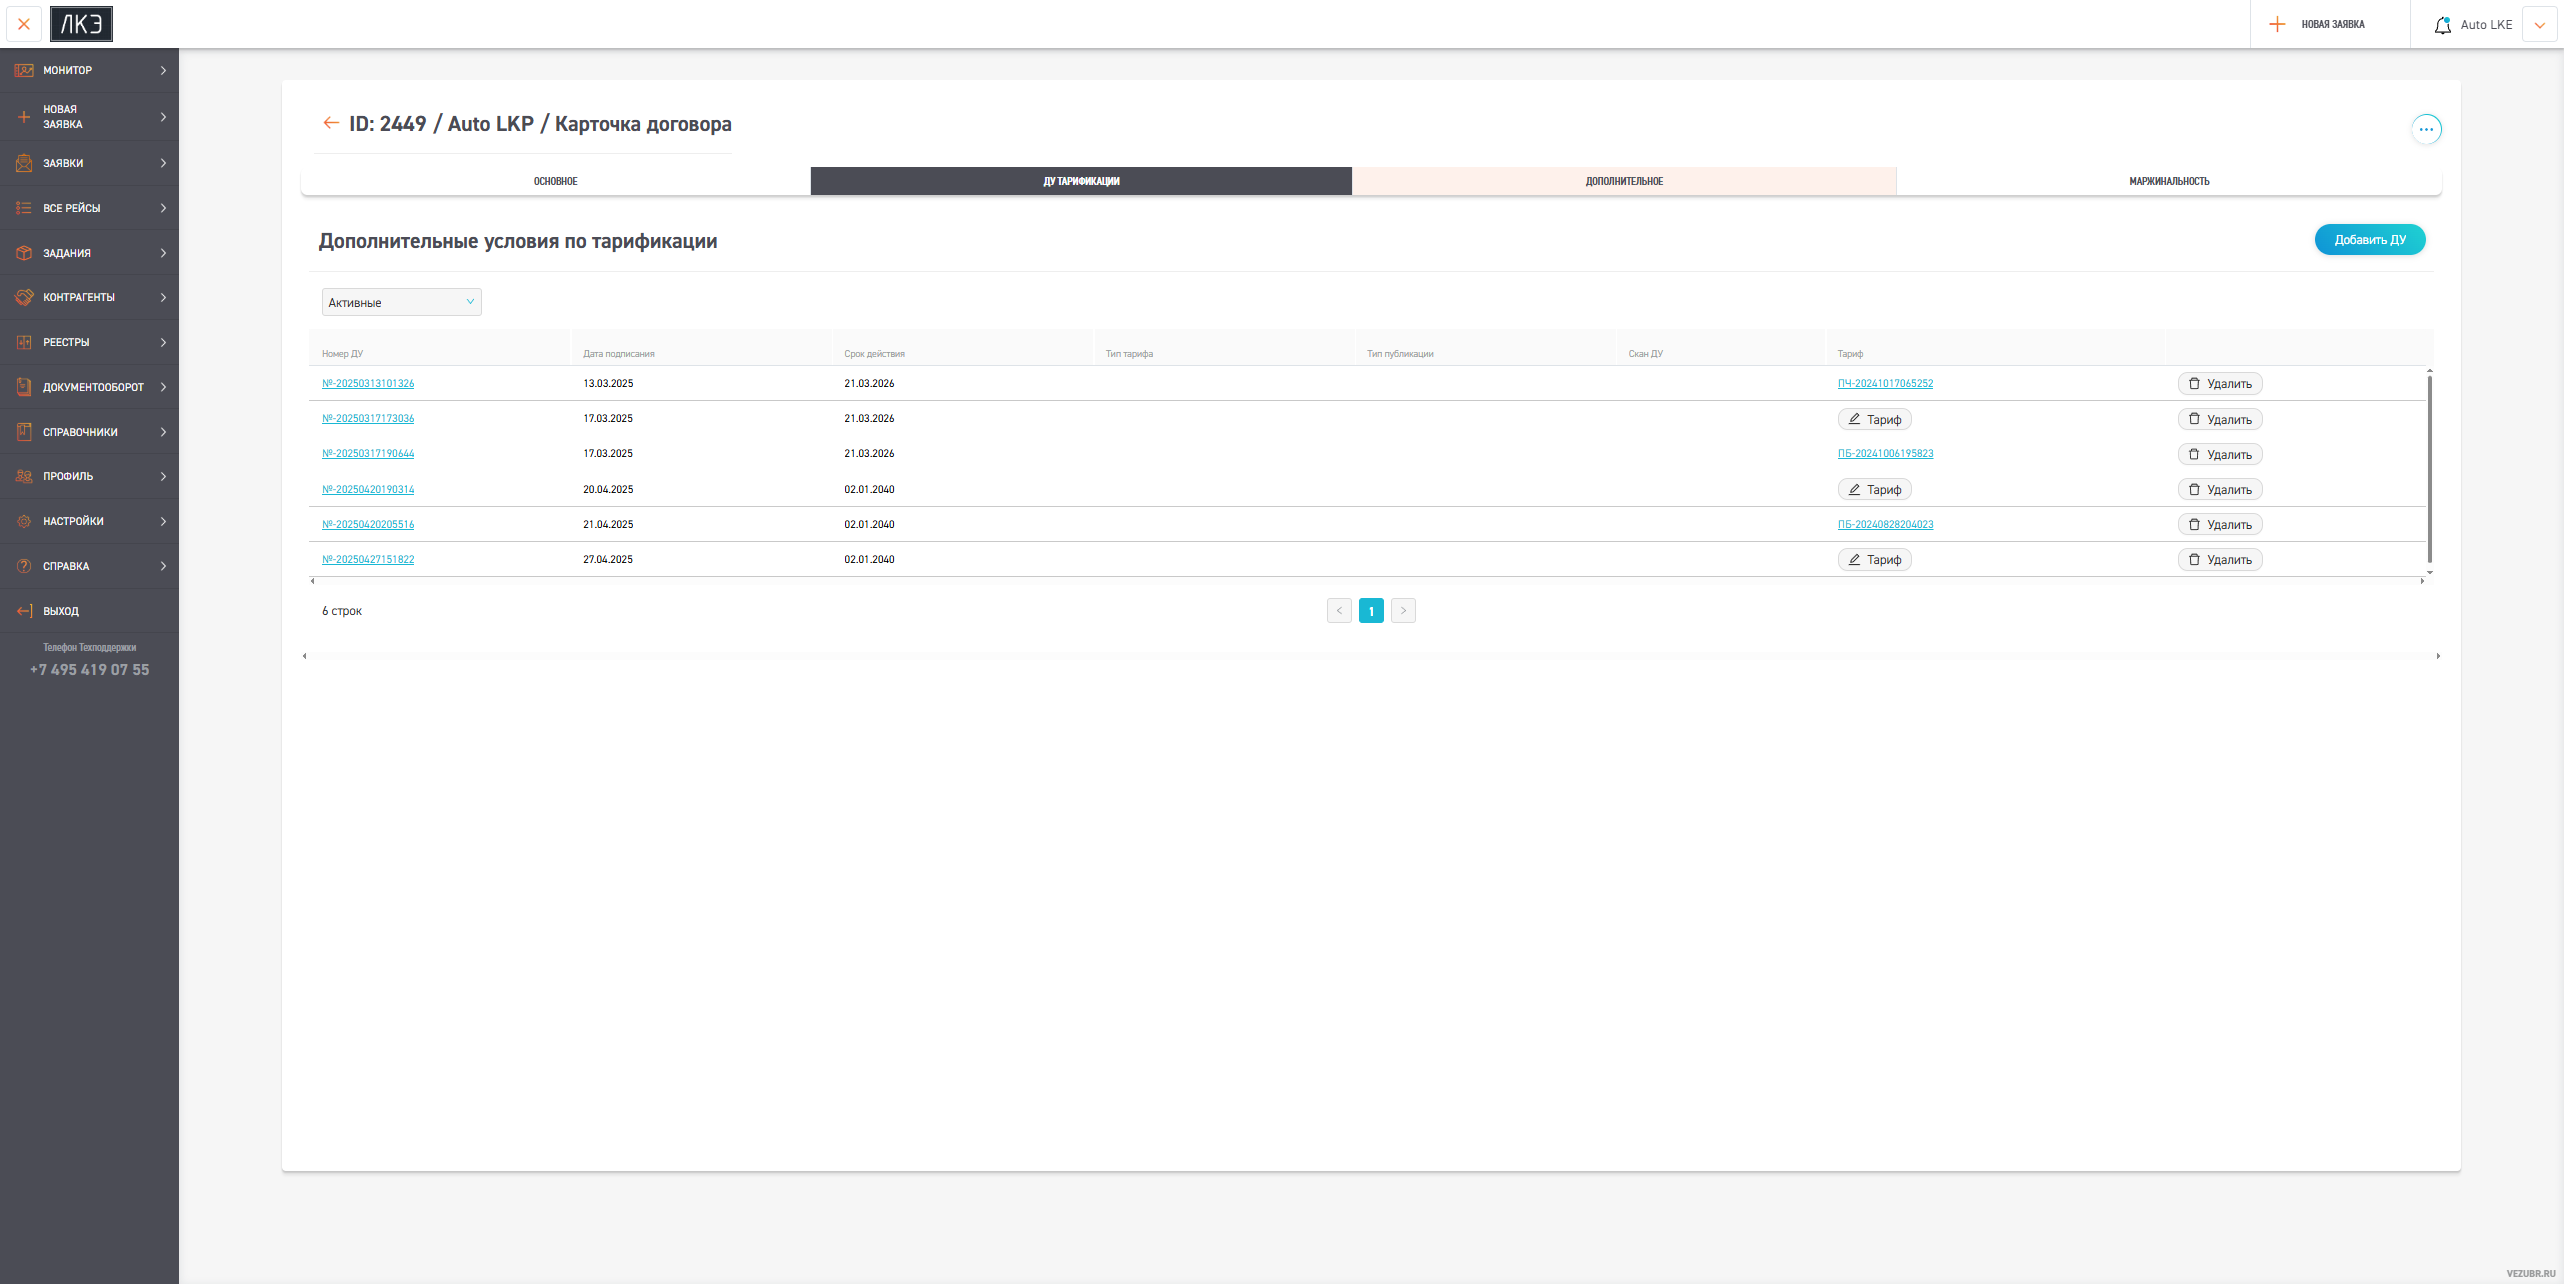 ЛКЭ
НОВАЯ ЗАЯВКА
Auto LKE
МОНИТОР
НОВАЯ
ЗАЯВКА
ЗАЯВКИ
ВСЕ РЕЙСЫ
ЗАДАНИЯ
КОНТРАГЕНТЫ
РЕЕСТРЫ
ДОКУМЕНТООБОРОТ
СПРАВОЧНИКИ
ПРОФИЛЬ
НАСТРОЙКИ
СПРАВКА
ВЫХОД
Телефон Техподдержки
+7 495 419 07 55
ID: 2449 / Auto LKP / Карточка договора
ОСНОВНОЕ ДУ ТАРИФИКАЦИИ ДОПОЛНИТЕЛЬНОЕ МАРЖИНАЛЬНОСТЬ
Дополнительные условия по тарификации
Добавить ДУ
Активные
Номер ДУ Дата подписания Срок действия Тип тарифа Тип публикации Скан ДУ Тариф
№-20250313101326 13.03.2025 21.03.2026 ПЧ-20241017065252 Удалить
№-20250317173036 17.03.2025 21.03.2026 Тариф Удалить
№-20250317190644 17.03.2025 21.03.2026 ПБ-20241006195823 Удалить
№-20250420190314 20.04.2025 02.01.2040 Тариф Удалить
№-20250420205516 21.04.2025 02.01.2040 ПБ-20240828204023 Удалить
№-20250427151822 27.04.2025 02.01.2040 Тариф Удалить
6 строк
1
VEZUBR.RU